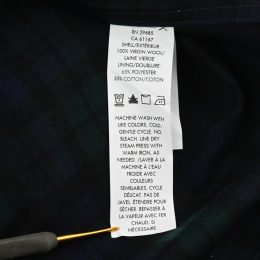 RN 29685
CA 61167
SHELL/EXTÉRIEUR:
100% VIRGIN WOOL/
LAINE VIERGE
LINING/DOUBLURE:
65% POLYESTER
35% COTTON/COTON
MACHINE WASH WITH
LIKE COLORS, COLD,
GENTLE CYCLE. NO
BLEACH. LINE DRY.
STEAM PRESS WITH
WARM IRON, AS
NEEDED. /LAVER À LA
MACHINE À L'EAU
FROIDE AVEC
COULEURS
SEMBLABLES, CYCLE
DÉLICAT. PAS DE
JAVEL. ÉTENDRE POUR
SÉCHER. REPASSER À
LA VAPEUR AVEC FER
CHAUD, SI
NÉCESSAIRE.